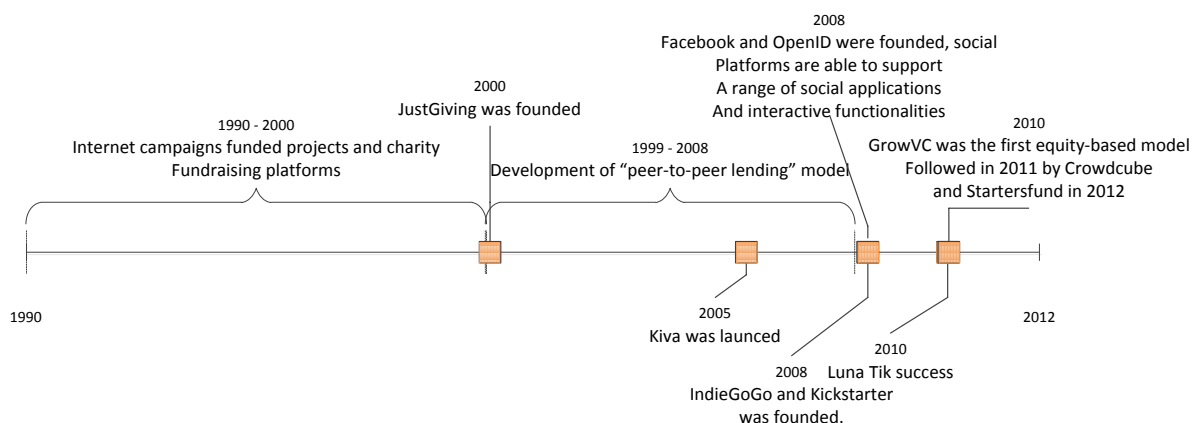 2008
Facebook and OpenID were founded, social
Platforms are able to support
A range of social applications
And interactive functionalities
2000
JustGiving was founded
1990 - 2000
Internet campaigns funded projects and charity
Fundraising platforms
1999 - 2008
Development of “peer-to-peer lending” model
2010
GrowVC was the first equity-based model
Followed in 2011 by Crowdcube
and Startersfund in 2012
1990
2012
2005
Kiva was launced
2008
IndieGoGo and Kickstarter
was founded.
2010
Luna Tik success